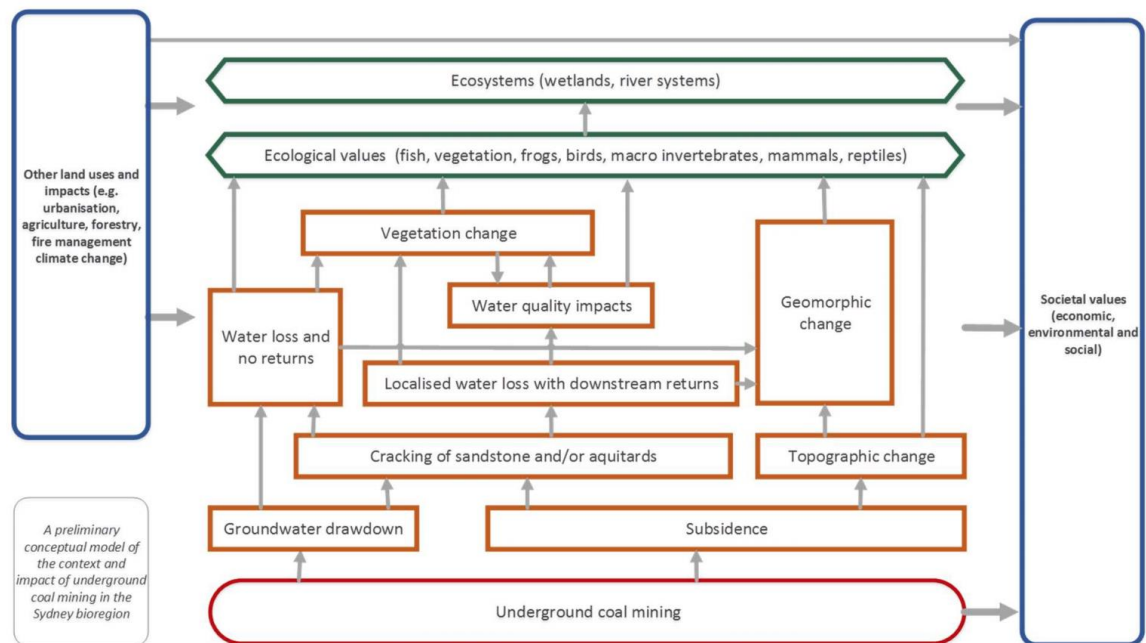 Ecosystems (wetlands, river systems)
Ecological values (fish, vegetation, frogs, birds, macro invertebrates, mammals, reptiles)
Other land uses and
impacts (e.g.
urbanisation,
agriculture, forestry,
fire management
climate change)
Vegetation change
Water quality impacts
Geomorphic
change
Water loss and
no returns
Localised water loss with downstream returns
Societal values
(economic,
environmental and
social)
Cracking of sandstone and/or aquitards
Topographic change
Groundwater drawdown
Subsidence
A preliminary
conceptual model of
the context and
impact of underground
coal mining in the
Sydney bioregion
Underground coal mining